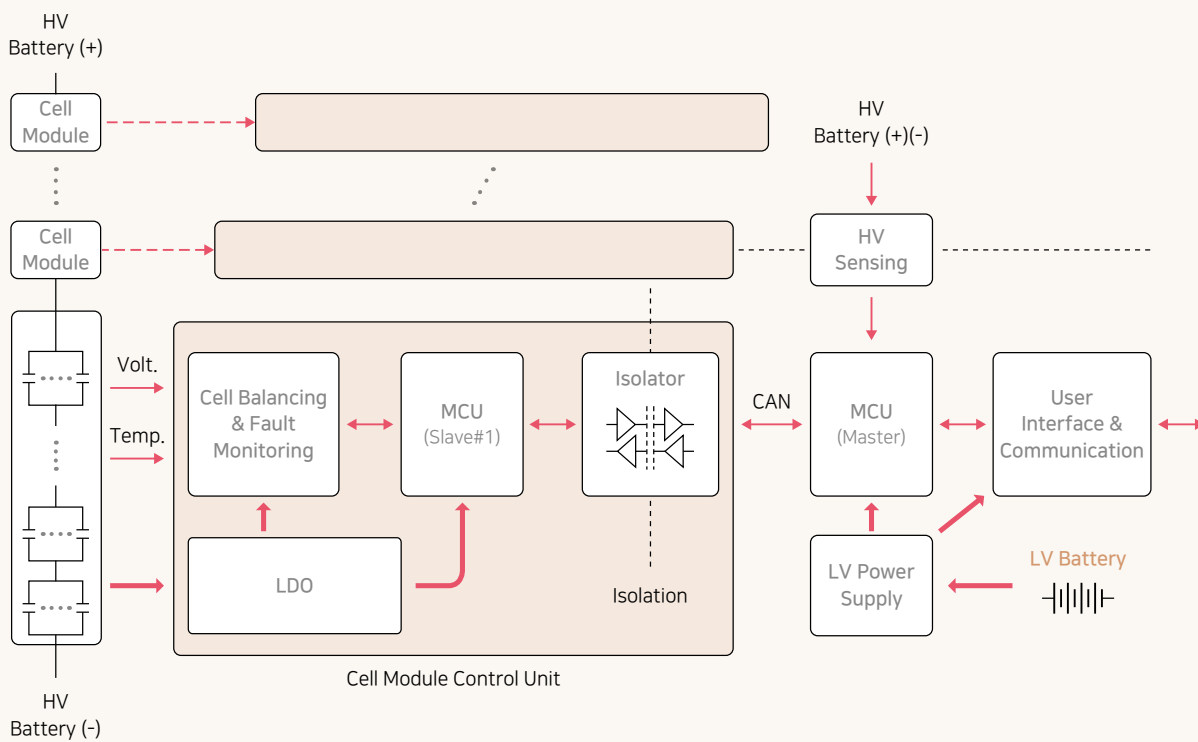 HV
Battery (+)
Cell
Module
HV
Battery (+)(-)
Cell
Module
HV
Sensing
Volt.
Temp.
Cell Balancing
& Fault
Monitoring
MCU
(Slave#1)
Isolator
CAN
MCU
(Master)
User
Interface &
Communication
LDO
Isolation
LV Power
Supply
LV Battery
Cell Module Control Unit
HV
Battery (-)